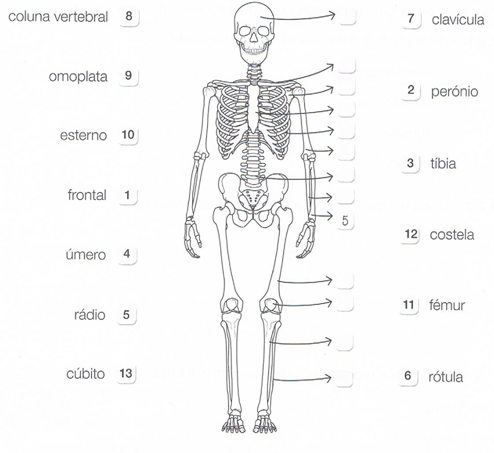 coluna vertebral 8
omoplata 9
esterno 10
frontal 1
úmero 4
rádio 5
cúbito 13
5
7 clavícula
2 perónio
3 tíbia
12 costela
11 fémur
6 rótula